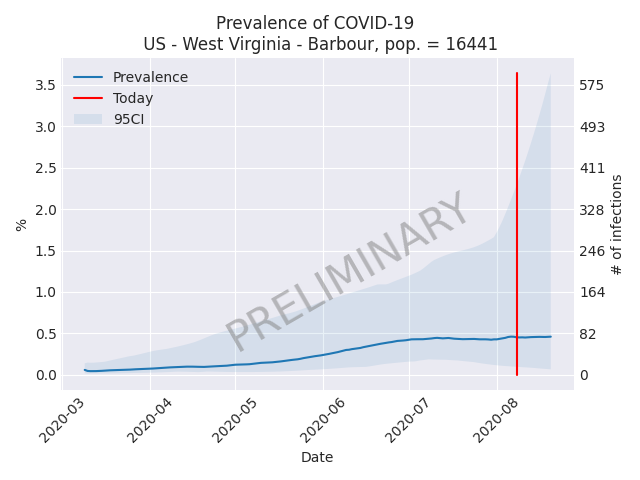 Prevalence of COVID-19
US - West Virginia - Barbour, pop. = 16441
Prevalence
Today
95CI
PRELIMINARY
%
3.5
3.0
2.5
2.0
1.5
1.0
0.5
0.0
575
493
411
328
246
164
82
0
# of infections
2020-03
2020-04
2020-05
2020-06
2020-07
2020-08
Date